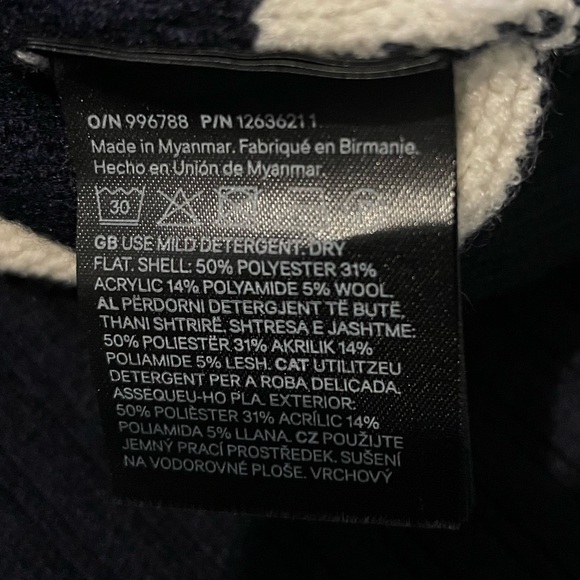 O/N 996788 P/N 12636211
Made in Myanmar. Fabriqué en Birmanie.
Hecho en Unión de Myanmar.
30
GB USE MILD DETERGENT. DRY
FLAT. SHELL: 50% POLYESTER 31%
ACRYLIC 14% POLYAMIDE 5% WOOL
AL PËRDORNI DETERGJENT TË BUTË.
THANI SHTRIRË. SHTRESA E JASHTME:
50% POLIESTËR 31% AKRILIK 14%
POLIAMIDE 5% LESH. CAT UTILITZEU
DETERGENT PER A ROBA DELICADA.
ASSEQUEU-HO PLA. EXTERIOR:
50% POLIÈSTER 31% ACRÍLIC 14%
POLIAMIDA 5% LLANA. CZ POUŽIJTE
JEMNÝ PRACÍ PROSTŘEDEK. SUŠENÍ
NA VODOROVNÉ PLOŠE. VRCHOVÝ